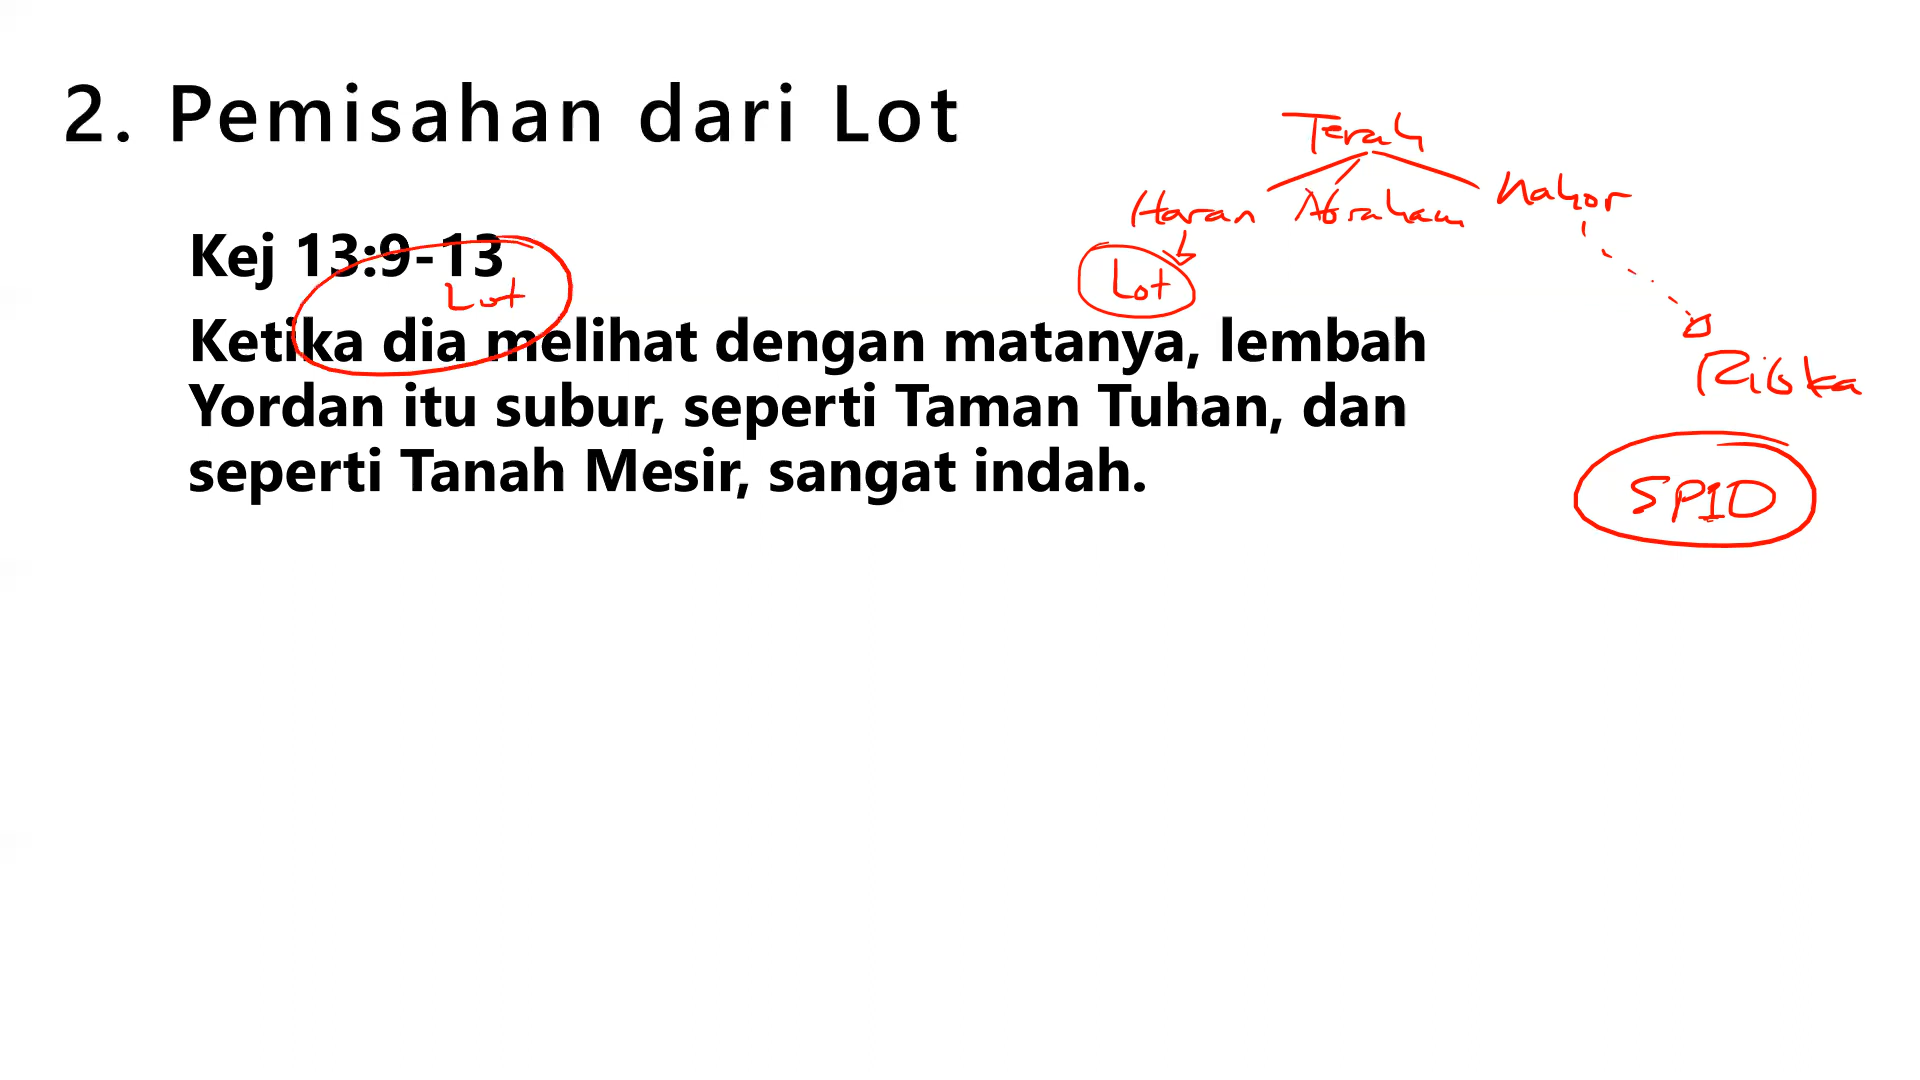 2. Pemisahan dari Lot
Terah
Haran Abraham Nahor
Kej 13:9-13
Lot
Lot
Ketika dia melihat dengan matanya, lembah
Ribka
Yordan itu subur, seperti Taman Tuhan, dan
seperti Tanah Mesir, sangat indah.
SPID